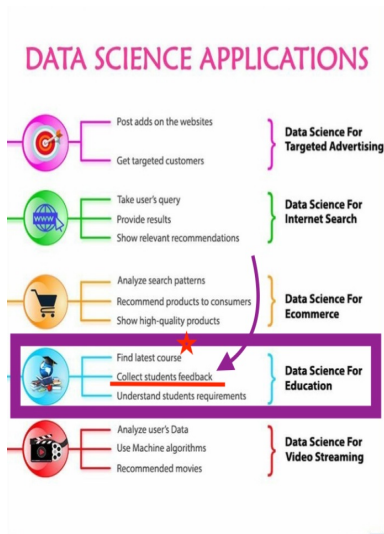 DATA SCIENCE APPLICATIONS
Post adds on the websites
Get targeted customers
Data Science For
Targeted Advertising
Take user's query
Provide results
Show relevant recommendations
WWW
Data Science For
Internet Search
Analyze search patterns
Recommend products to consumers
Show high-quality products
Data Science For
Ecommerce
Find latest course
Collect students feedback
Understand students requirements
Data Science For
Education
Analyze user's Data
Use Machine algorithms
Recommended movies
Data Science For
Video Streaming